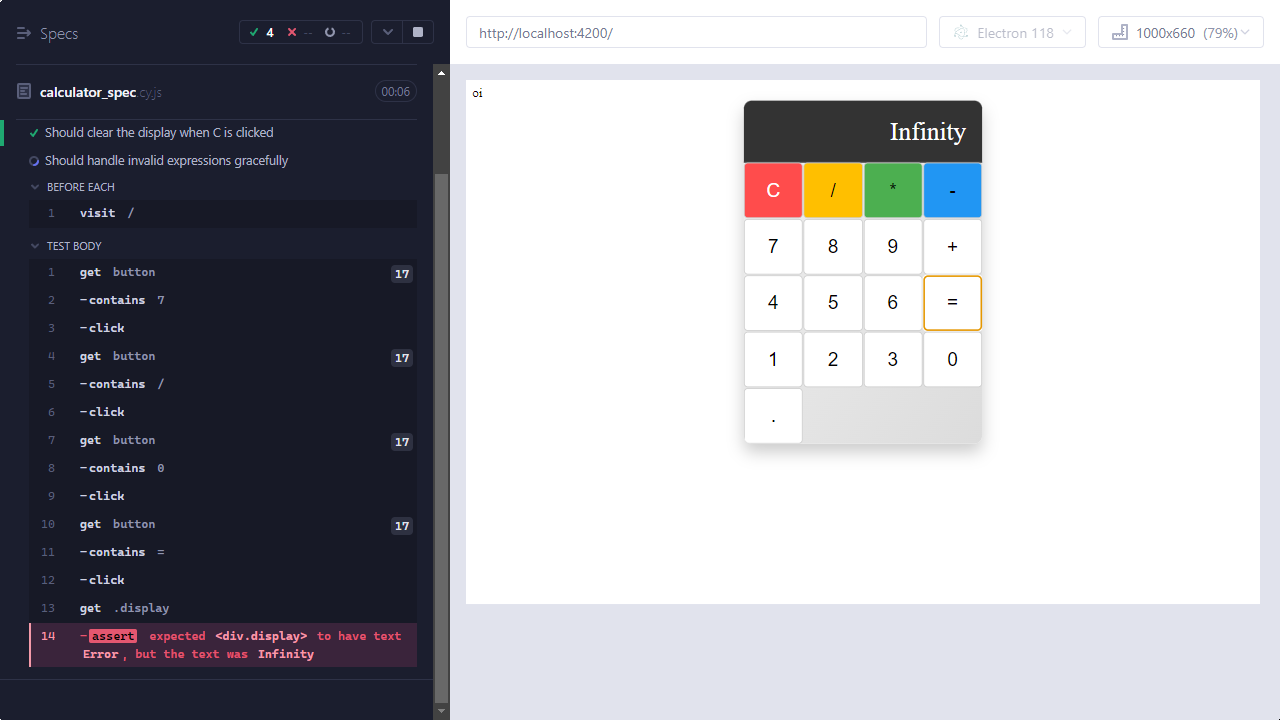 Specs
4 -- --
calculator_spec.cy.js 00:06
Should clear the display when C is clicked
Should handle invalid expressions gracefully
BEFORE EACH
1 visit /
TEST BODY
1 get button 17
2 -contains 7
3 -click
4 get button 17
5 -contains /
6 -click
7 get button 17
8 -contains 0
9 -click
10 get button 17
11 -contains =
12 -click
13 get .display
14 -assert expected <div.display> to have text
Error, but the text was Infinity
http://localhost:4200/
Electron 118
1000x660 (79%)
oi
Infinity
C / * -
7 8 9 +
4 5 6 =
1 2 3 0
.